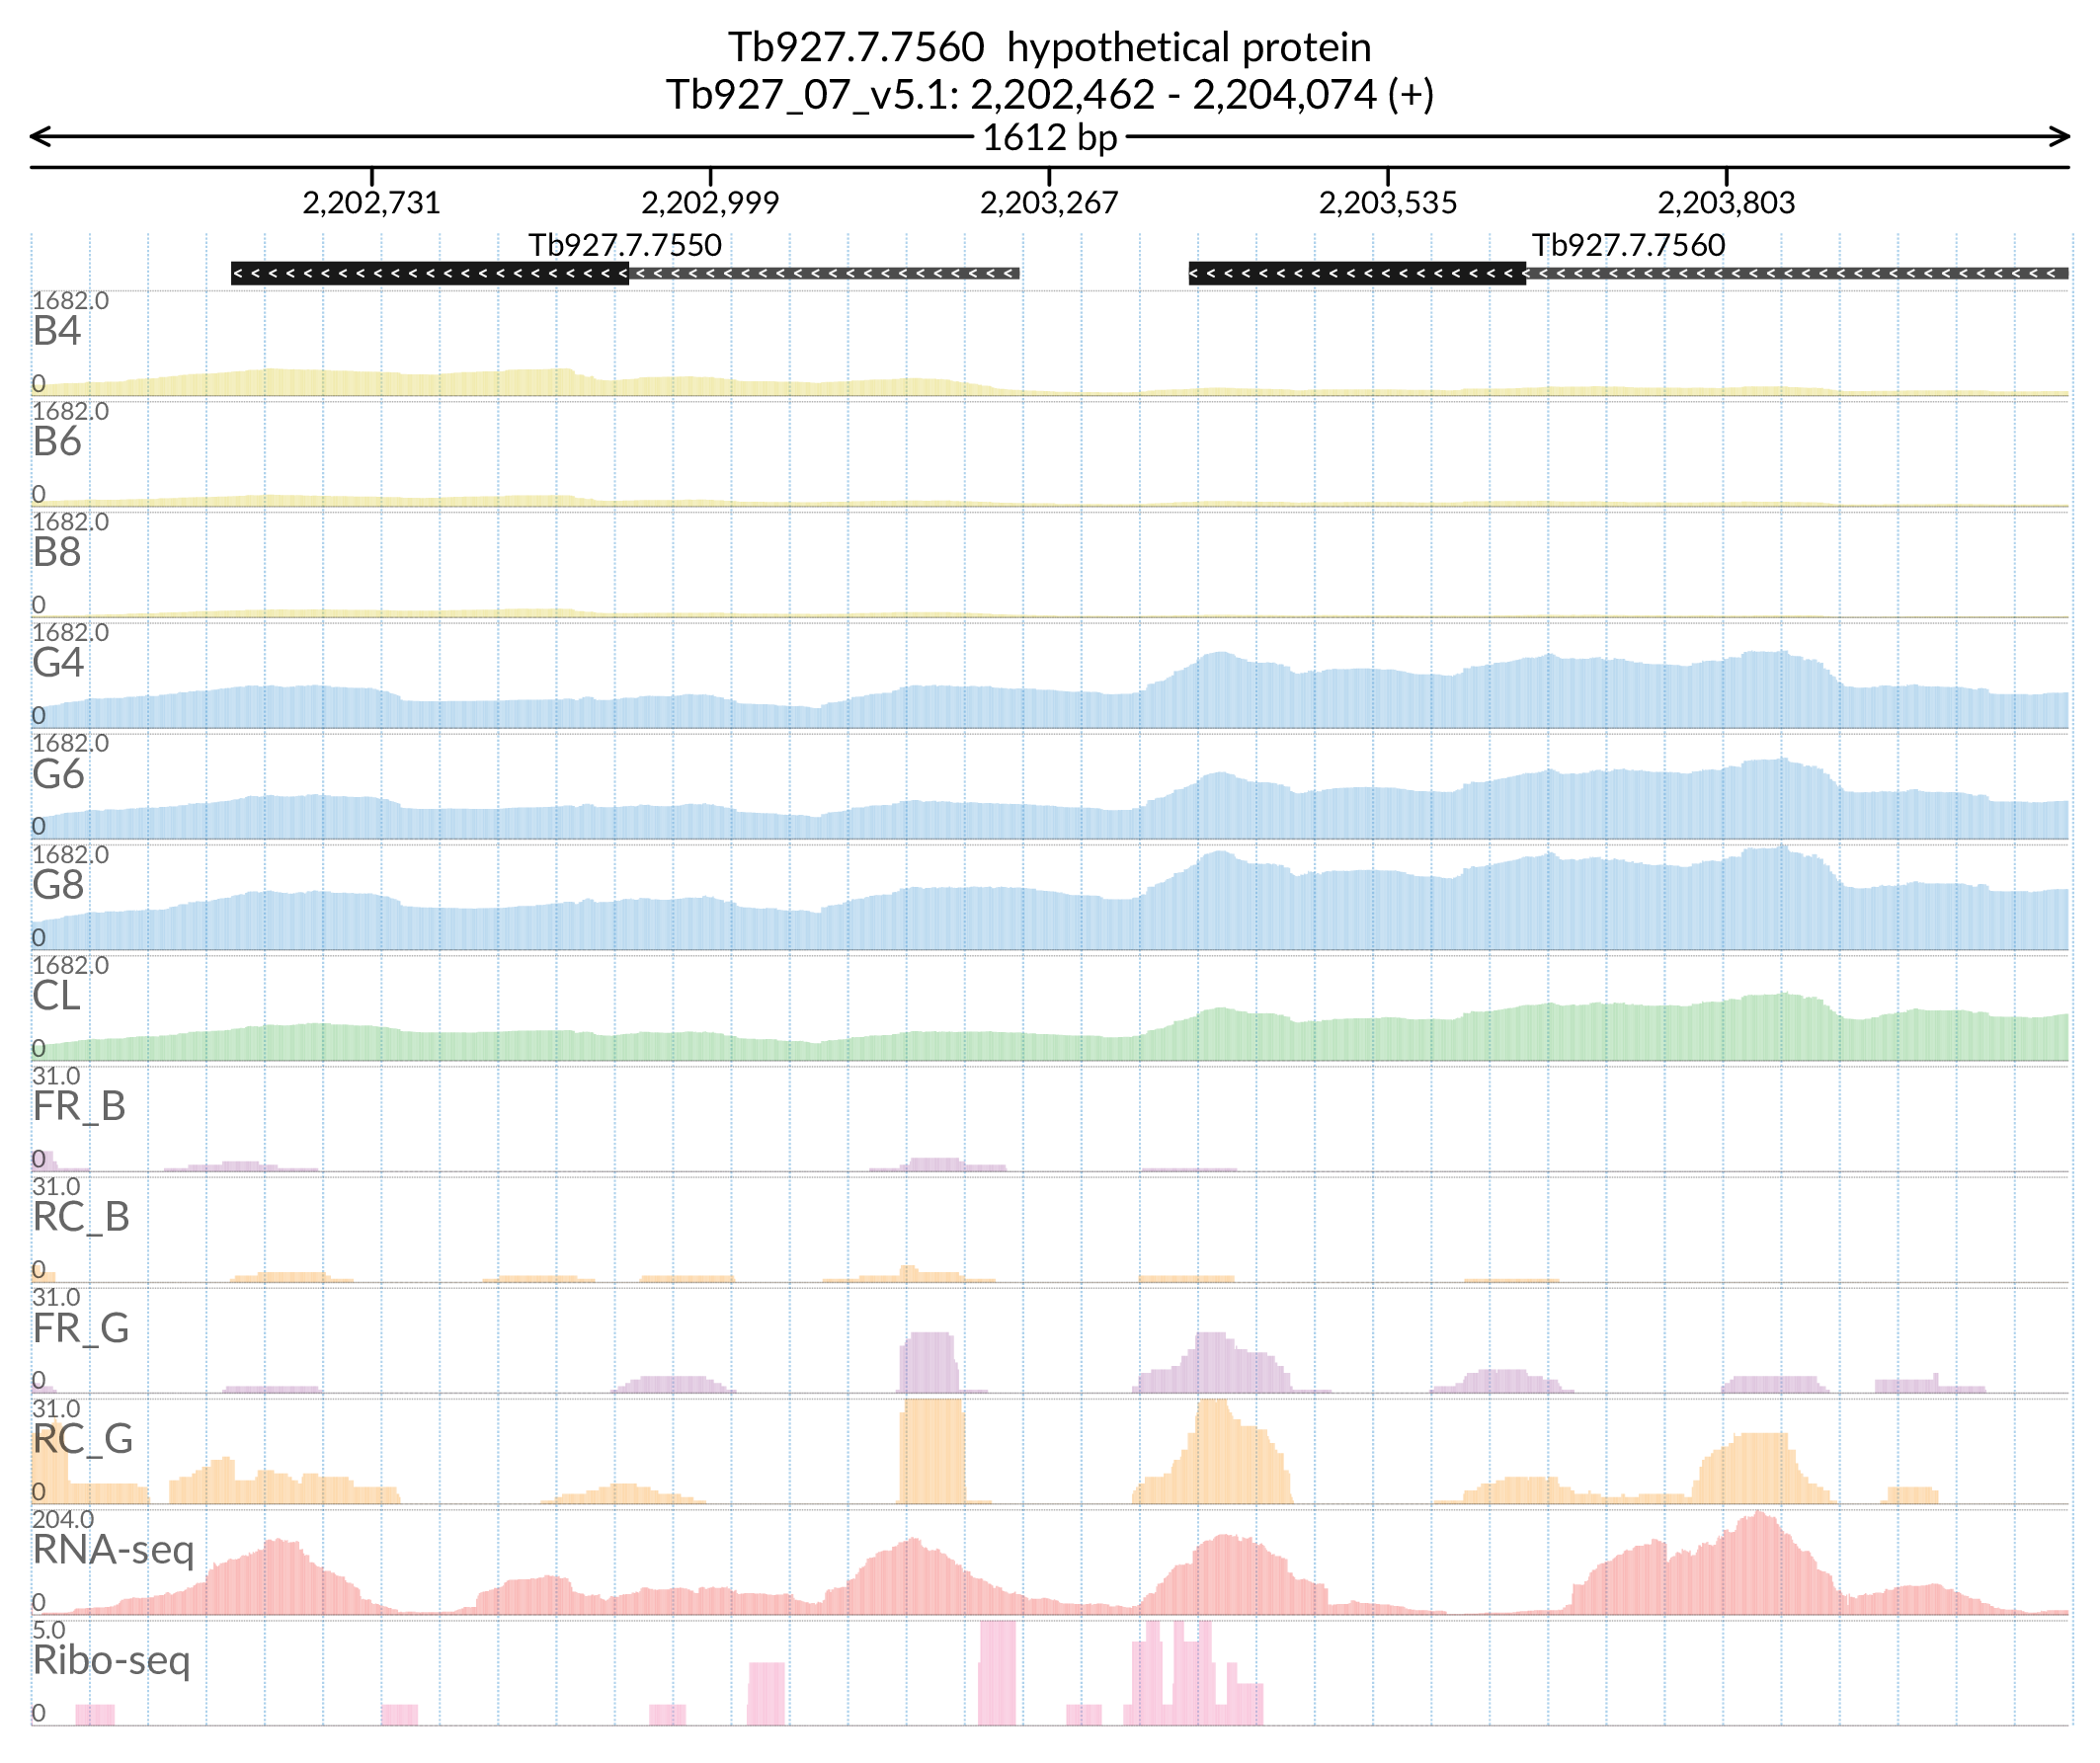 Tb927.7.7560  hypothetical protein
Tb927_07_v5.1: 2,202,462 - 2,204,074 (+)
1612 bp
2,202,731 2,202,999 2,203,267 2,203,535 2,203,803
Tb927.7.7550 Tb927.7.7560
1682.0
B4
0
1682.0
B6
0
1682.0
B8
0
1682.0
G4
0
1682.0
G6
0
1682.0
G8
0
1682.0
CL
0
31.0
FR_B
0
31.0
RC_B
0
31.0
FR_G
0
31.0
RC_G
0
204.0
RNA-seq
0
5.0
Ribo-seq
0